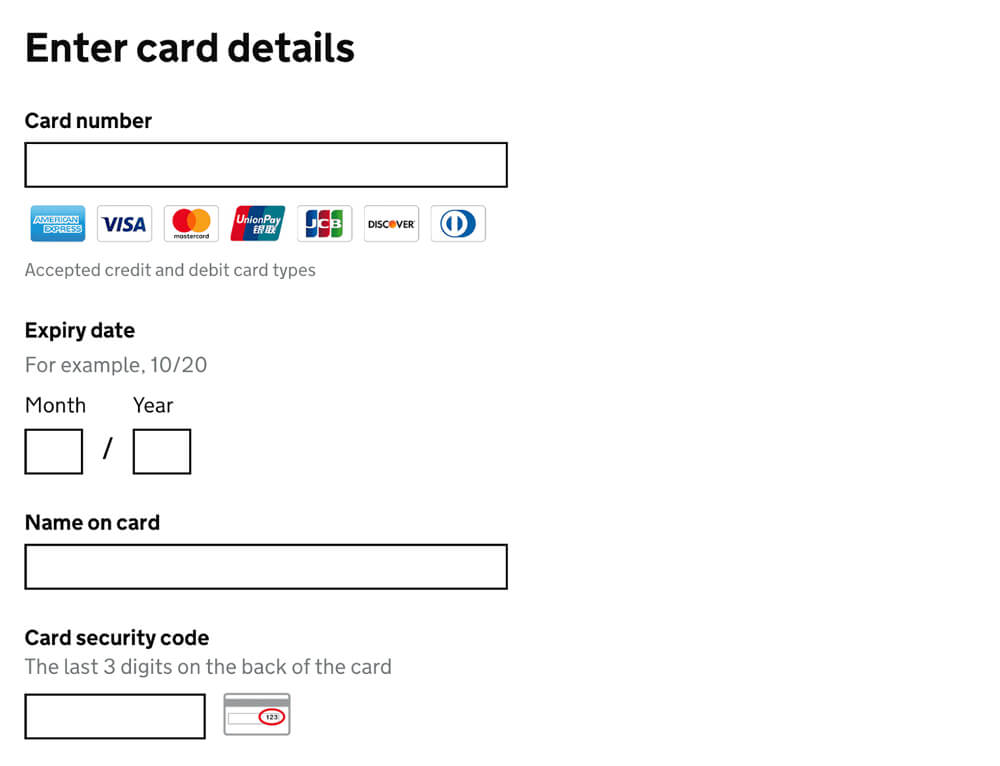 Enter card details
Card number
AMERICAN EXPRESS VISA mastercard UnionPay 银联 JCB DISCOVER
Accepted credit and debit card types
Expiry date
For example, 10/20
Month Year
/
Name on card
Card security code
The last 3 digits on the back of the card
123